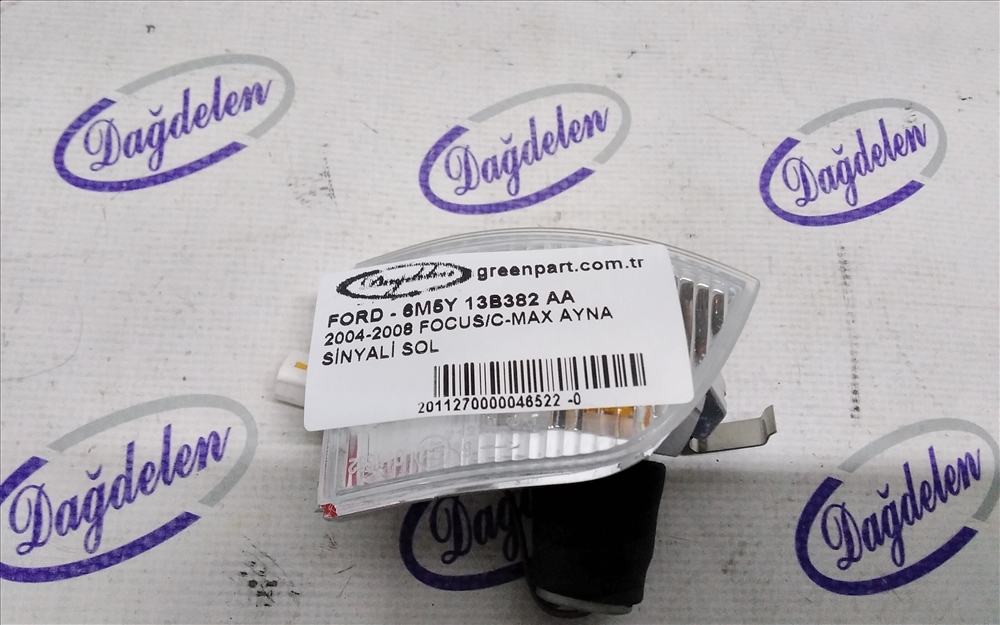 Dağdelen
Dağdelen
Dağdelen
Dağdelen greenpart.com.tr
FORD - 6M5Y 13B382 AA
2004-2008 FOCUS/C-MAX AYNA
SİNYALİ SOL
2011270000046522 -0
Dağdelen
Dağdelen